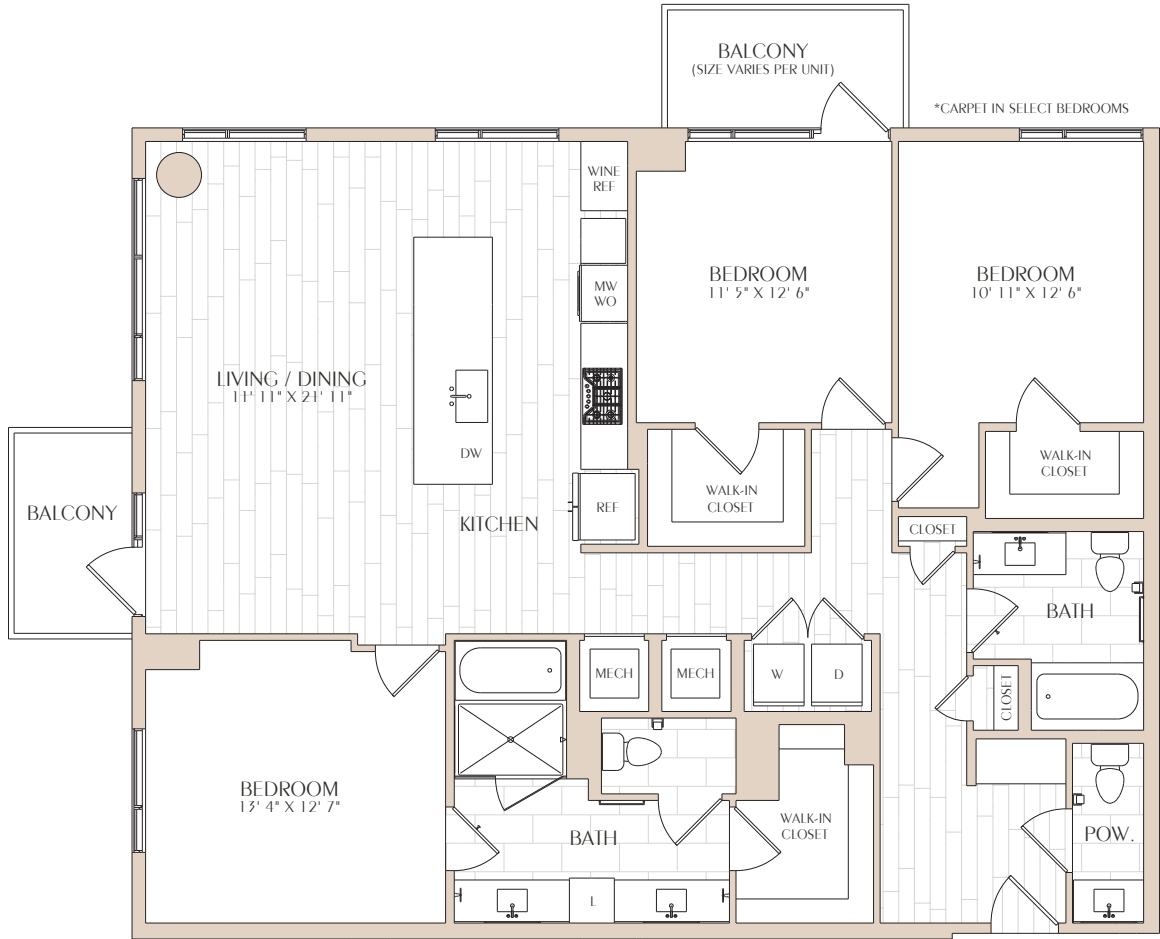 BALCONY
(SIZE VARIES PER UNIT)
*CARPET IN SELECT BEDROOMS
WINE
REF
MW
WO
BEDROOM
11' 5" X 12' 6"
BEDROOM
10' 11" X 12' 6"
LIVING / DINING
11' 11" X 21' 11"
DW
KITCHEN
REF
WALK-IN
CLOSET
WALK-IN
CLOSET
BALCONY
CLOSET
BATH
MECH
MECH
W
D
CLOSET
BEDROOM
13' 4" X 12' 7"
BATH
WALK-IN
CLOSET
POW.
L